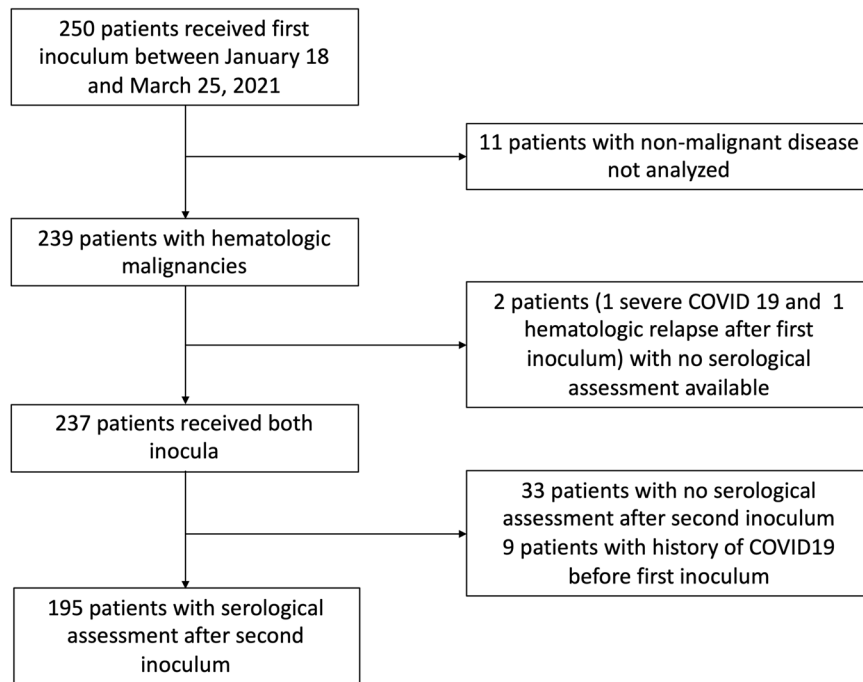 250 patients received first
inoculum between January 18
and March 25, 2021
11 patients with non-malignant disease
not analyzed
239 patients with hematologic
malignancies
2 patients (1 severe COVID 19 and  1
hematologic relapse after first
inoculum) with no serological
assessment available
237 patients received both
inocula
33 patients with no serological
assessment after second inoculum
9 patients with history of COVID19
before first inoculum
195 patients with serological
assessment after second
inoculum